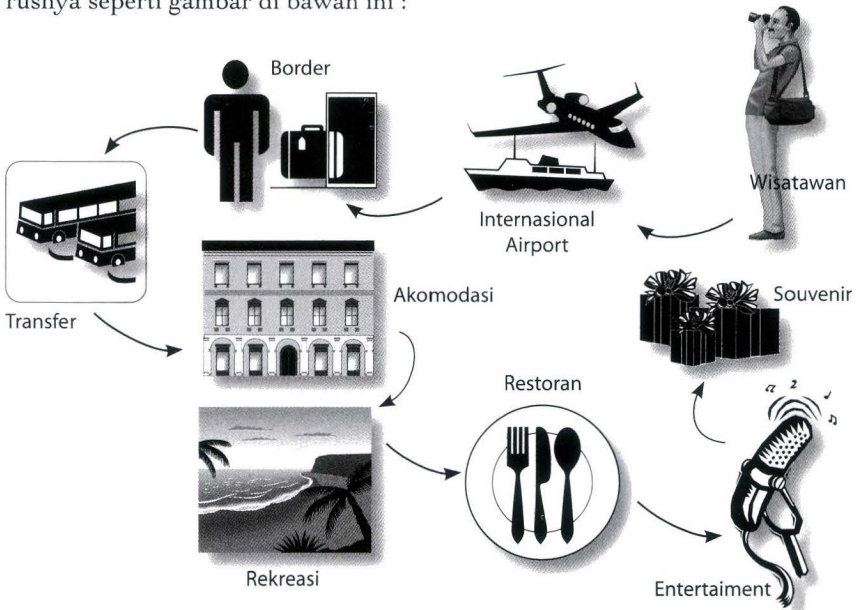 rusnya seperti gambar di bawah ini :
Border
Wisatawan
Internasional
Airport
Transfer
Akomodasi
Souvenir
Restoran
Rekreasi
Entertaiment